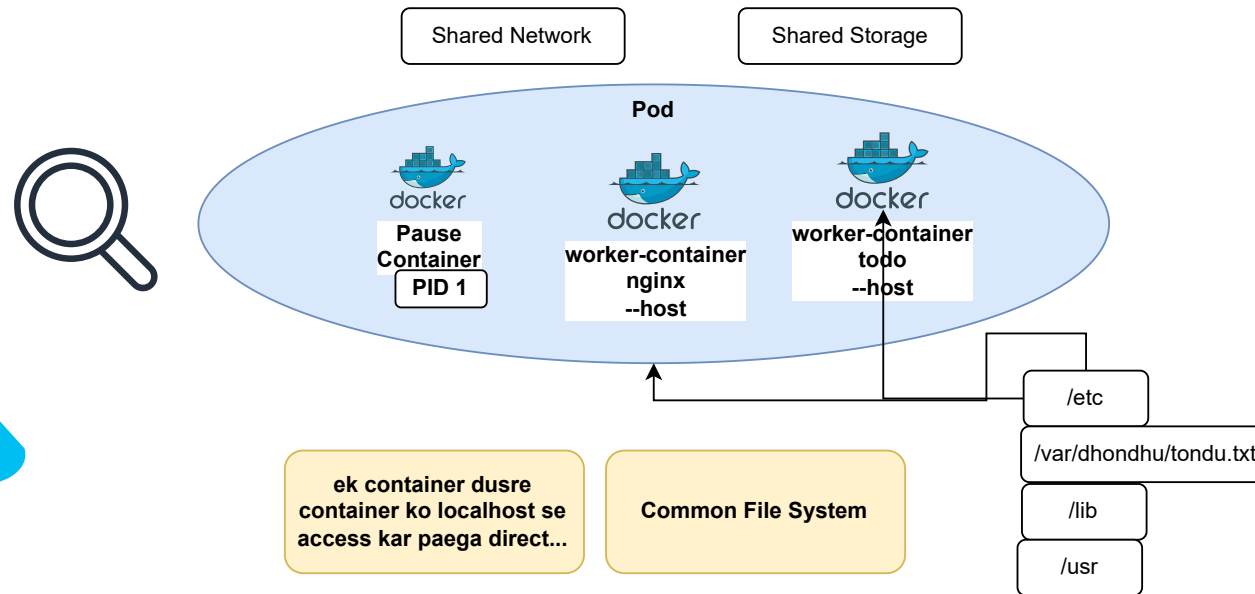 Shared Network
Shared Storage
Pod
docker
Pause
Container
PID 1
docker
worker-container
nginx
--host
docker
worker-container
todo
--host
/etc
/var/dhondhu/tondu.txt
/lib
/usr
ek container dusre
container ko localhost se
access kar paega direct...
Common File System